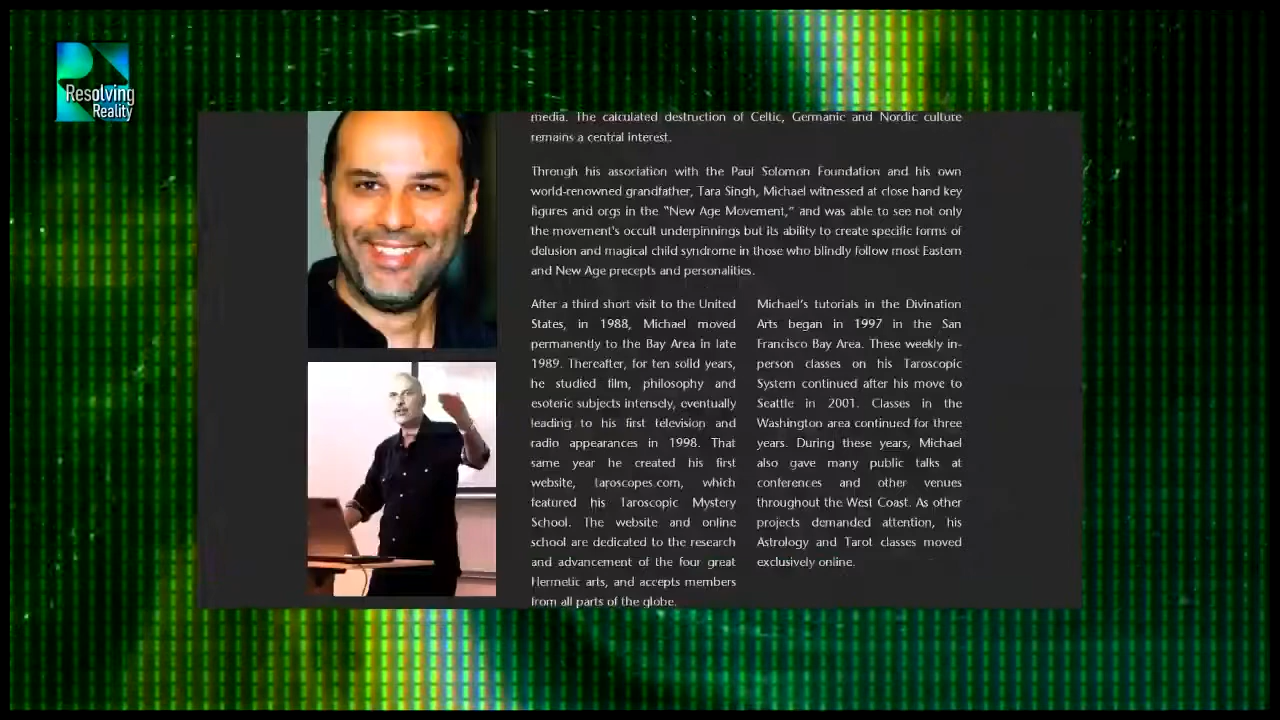 Resolving
Reality
media. The calculated destruction of Celtic, Germanic and Nordic culture
remains a central interest.
Through his association with the Paul Solomon Foundation and his own
world-renowned grandfather, Tara Singh, Michael witnessed at close hand key
figures and orgs in the "New Age Movement," and was able to see not only
the movement's occult underpinnings but its ability to create specific forms of
delusion and magical child syndrome in those who blindly follow most Eastern
and New Age precepts and personalities.
After a third short visit to the United
States, in 1988, Michael moved
permanently to the Bay Area in late
1989. Thereafter, for ten solid years,
he studied film, philosophy and
esoteric subjects intensely, eventually
leading to his first television and
radio appearances in 1998. That
same year he created his first
website, taroscopes.com, which
featured his Taroscopic Mystery
School. The website and online
school are dedicated to the research
and advancement of the four great
Hermetic arts, and accepts members
from all parts of the globe.
Michael's tutorials in the Divination
Arts began in 1997 in the San
Francisco Bay Area. These weekly in-
person classes on his Taroscopic
System continued after his move to
Seattle in 2001. Classes in the
Washington area continued for three
years. During these years, Michael
also gave many public talks at
conferences and other venues
throughout the West Coast. As other
projects demanded attention, his
Astrology and Tarot classes moved
exclusively online.